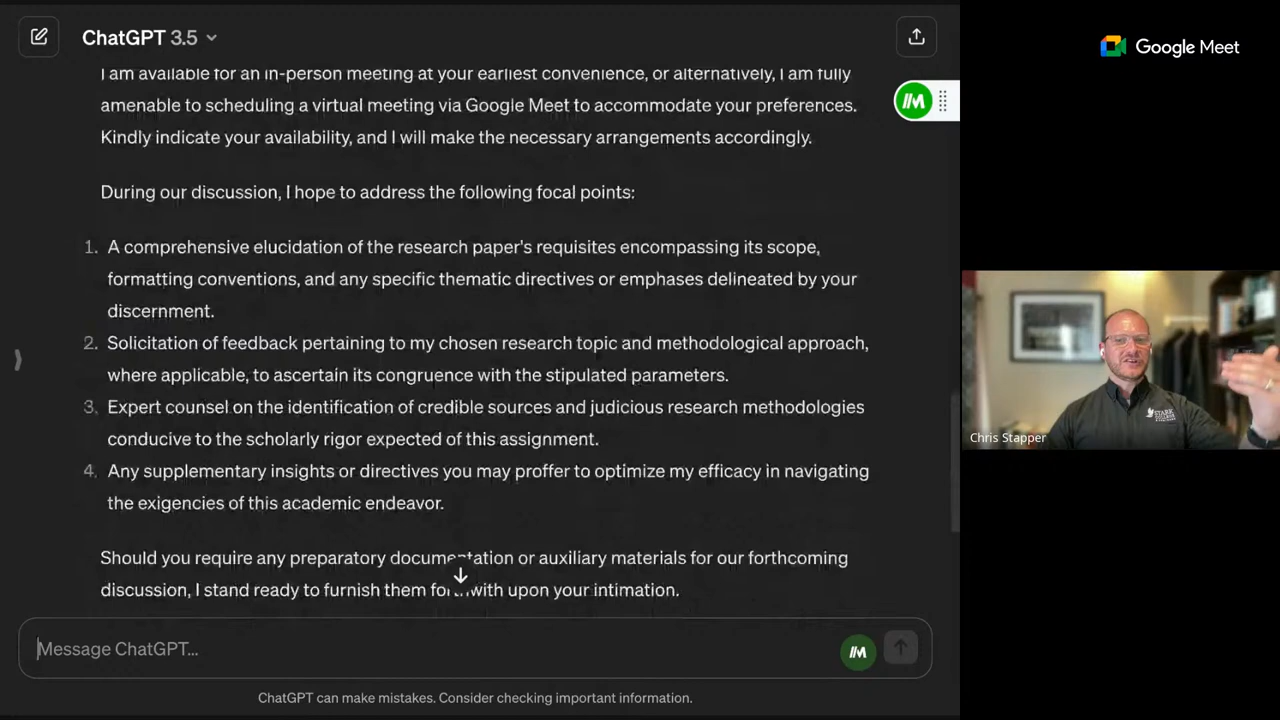 ChatGPT 3.5
Google Meet
I am available for an in-person meeting at your earliest convenience, or alternatively, I am fully
amenable to scheduling a virtual meeting via Google Meet to accommodate your preferences.
Kindly indicate your availability, and I will make the necessary arrangements accordingly.
During our discussion, I hope to address the following focal points:
1. A comprehensive elucidation of the research paper's requisites encompassing its scope,
formatting conventions, and any specific thematic directives or emphases delineated by your
discernment.
2. Solicitation of feedback pertaining to my chosen research topic and methodological approach,
where applicable, to ascertain its congruence with the stipulated parameters.
3. Expert counsel on the identification of credible sources and judicious research methodologies
conducive to the scholarly rigor expected of this assignment.
4. Any supplementary insights or directives you may proffer to optimize my efficacy in navigating
the exigencies of this academic endeavor.
Should you require any preparatory documentation or auxiliary materials for our forthcoming
discussion, I stand ready to furnish them forthwith upon your intimation.
Message ChatGPT...
ChatGPT can make mistakes. Consider checking important information.
STARK
Chris Stapper